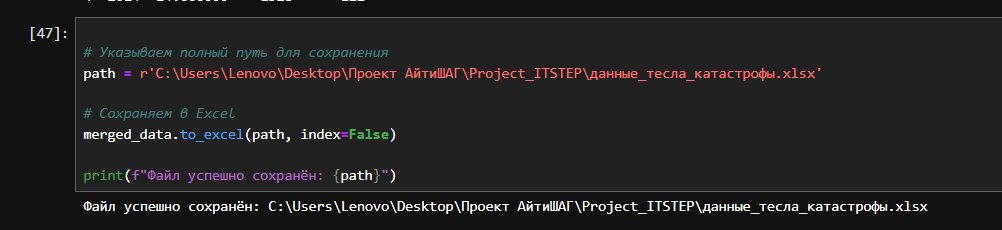 [47]:
# Указываем полный путь для сохранения
path = r'C:\Users\Lenovo\Desktop\Проект АйтиШАГ\Project_ITSTEP\данные_тесла_катастрофы.xlsx'
# Сохраняем в Excel
merged_data.to_excel(path, index=False)
print(f"Файл успешно сохранён: {path}")
Файл успешно сохранён: C:\Users\Lenovo\Desktop\Проект АйтиШАГ\Project_ITSTEP\данные_тесла_катастрофы.xlsx